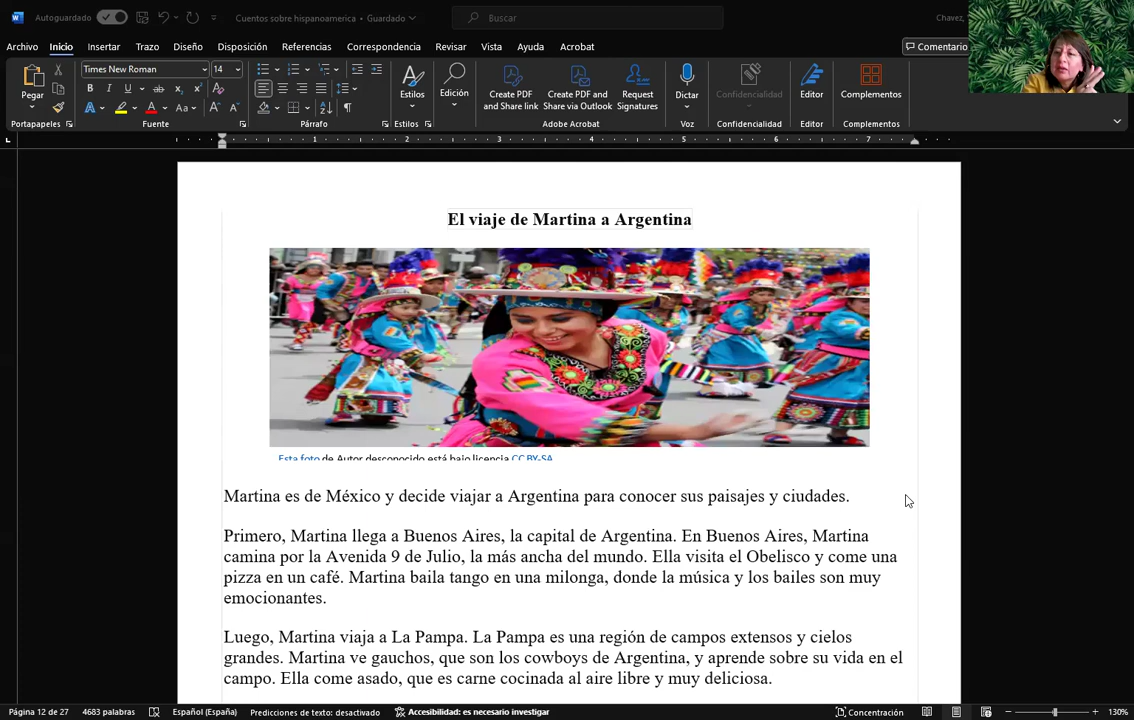 Autoguardado
Cuentos sobre hispanoamerica • Guardado
Buscar
Chavez,
Archivo Inicio Insertar Trazo Diseño Disposición Referencias Correspondencia Revisar Vista Ayuda Acrobat
Comentario
Times New Roman 14
Pegar
Estilos
Edición
Create PDF and Share link
Create PDF and Share via Outlook
Request Signatures
Dictar
Confidencialidad
Editor
Complementos
Portapapeles Fuente Párrafo Estilos Adobe Acrobat Voz Confidencialidad Editor Complementos
1 2 3 4 5 6 7
El viaje de Martina a Argentina
Esta foto de Autor desconocido está bajo licencia CC BY-SA
Martina es de México y decide viajar a Argentina para conocer sus paisajes y ciudades.
Primero, Martina llega a Buenos Aires, la capital de Argentina. En Buenos Aires, Martina
camina por la Avenida 9 de Julio, la más ancha del mundo. Ella visita el Obelisco y come una
pizza en un café. Martina baila tango en una milonga, donde la música y los bailes son muy
emocionantes.
Luego, Martina viaja a La Pampa. La Pampa es una región de campos extensos y cielos
grandes. Martina ve gauchos, que son los cowboys de Argentina, y aprende sobre su vida en el
campo. Ella come asado, que es carne cocinada al aire libre y muy deliciosa.
Página 12 de 27 4683 palabras Español (España) Predicciones de texto: desactivado Accesibilidad: es necesario investigar Concentración 130%